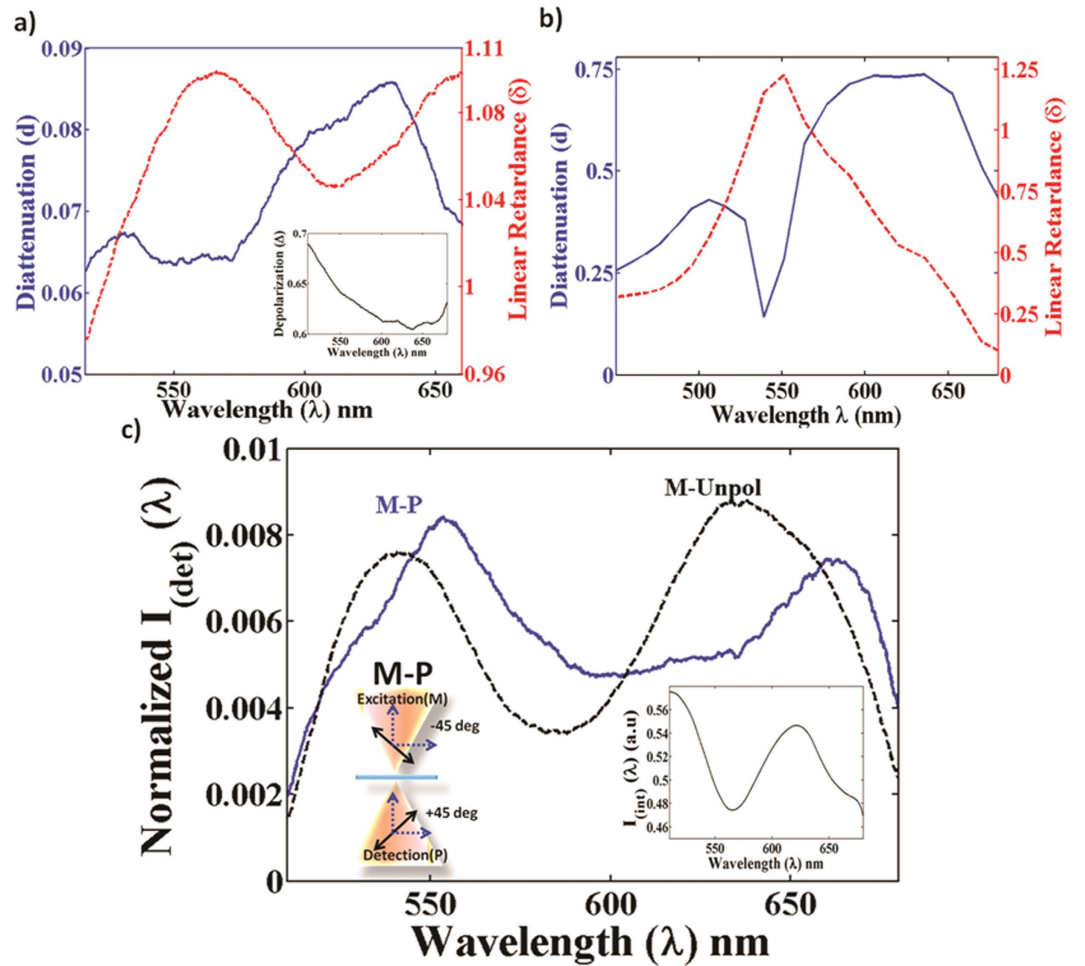 a)
0.09
0.08
0.07
0.06
0.05
Diattenuation (d)
1.11
1.08
1.04
1
0.96
Linear Retardance (δ)
550
600
650
Wavelength (λ) nm
0.7
0.65
0.6
Depolarization (Δ)
550
600
650
Wavelength (λ) nm
b)
0.75
0.5
0.25
0
Diattenuation (d)
1.25
1
0.75
0.5
0.25
0
Linear Retardance (δ)
500
550
600
650
Wavelength λ (nm)
c)
0.01
0.008
0.006
0.004
0.002
0
Normalized I(det) (λ)
M-P
M-Unpol
M-P
Excitation(M)
-45 deg
+45 deg
Detection(P)
0.56
0.54
0.52
0.5
0.48
0.46
I(int) (λ) (a.u)
550
600
650
Wavelength (λ) nm
550
600
650
Wavelength (λ) nm